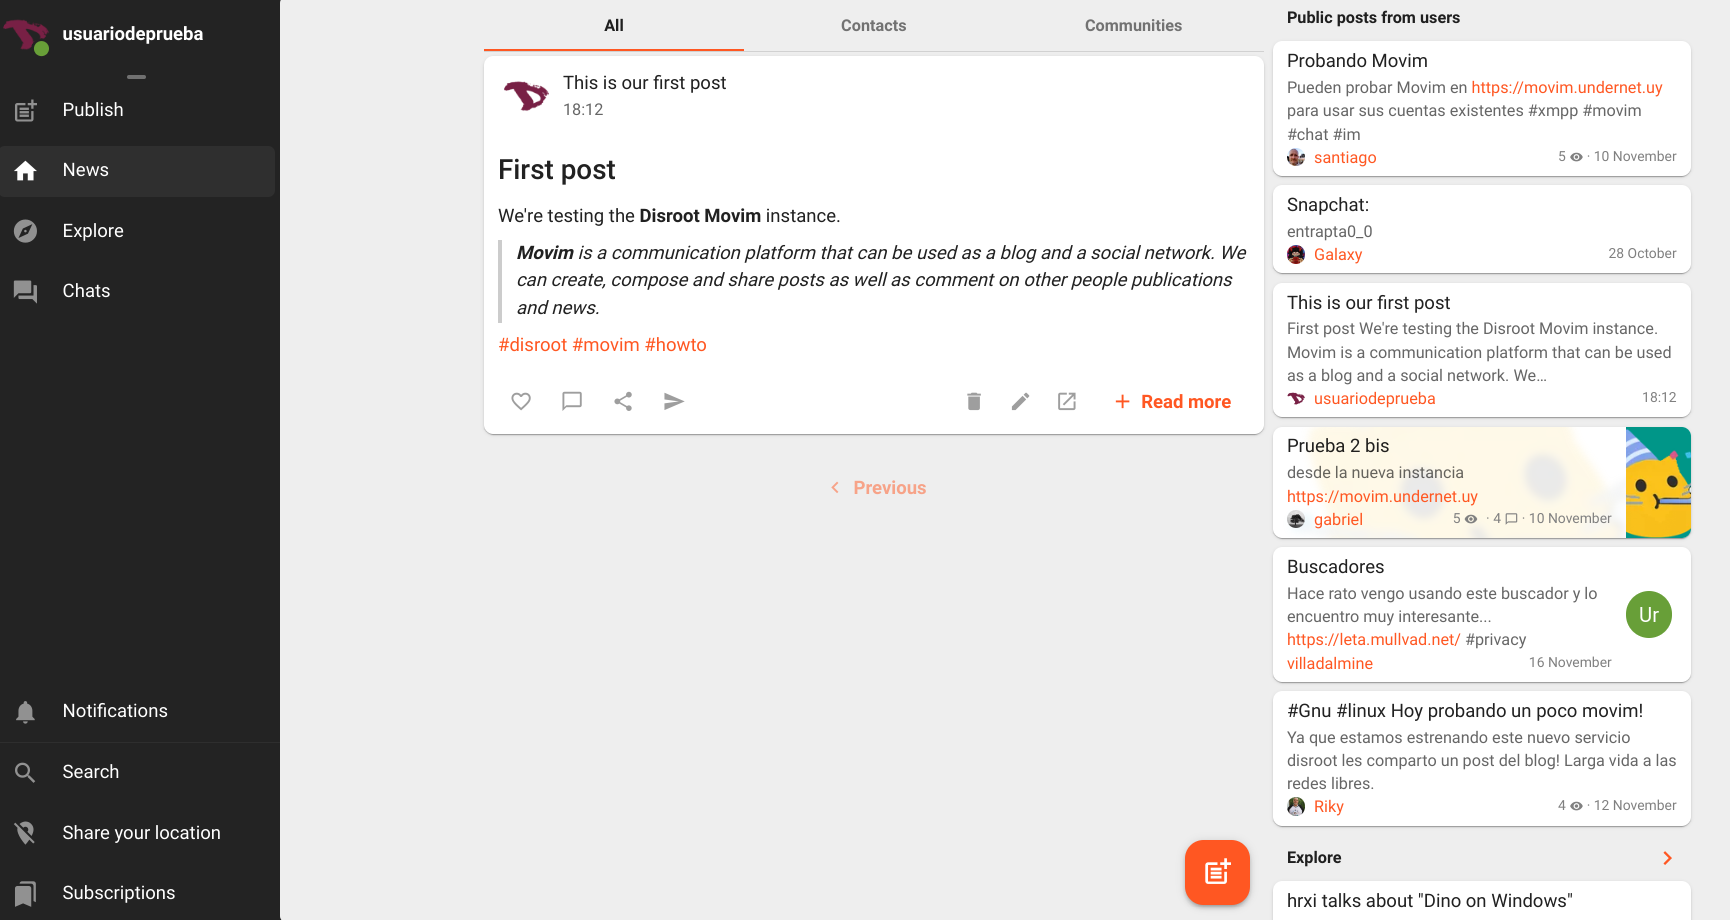 usuariodeprueba
Publish
News
Explore
Chats
Notifications
Search
Share your location
Subscriptions
All
Contacts
Communities
This is our first post
18:12
First post
We're testing the Disroot Movim instance.
Movim is a communication platform that can be used as a blog and a social network. We
can create, compose and share posts as well as comment on other people publications
and news.
#disroot #movim #howto
Read more
Previous
Public posts from users
Probando Movim
Pueden probar Movim en https://movim.undernet.uy
para usar sus cuentas existentes #xmpp #movim
#chat #im
santiago 5 · 10 November
Snapchat:
entrapta0_0
Galaxy 28 October
This is our first post
First post We're testing the Disroot Movim instance.
Movim is a communication platform that can be used
as a blog and a social network. We...
usuariodeprueba 18:12
Prueba 2 bis
desde la nueva instancia
https://movim.undernet.uy
gabriel 5 · 4 · 10 November
Buscadores
Hace rato vengo usando este buscador y lo
encuentro muy interesante...
https://leta.mullvad.net/ #privacy
villadalmine 16 November
Ur
#Gnu #linux Hoy probando un poco movim!
Ya que estamos estrenando este nuevo servicio
disroot les comparto un post del blog! Larga vida a las
redes libres.
Riky 4 · 12 November
Explore
hrxi talks about "Dino on Windows"